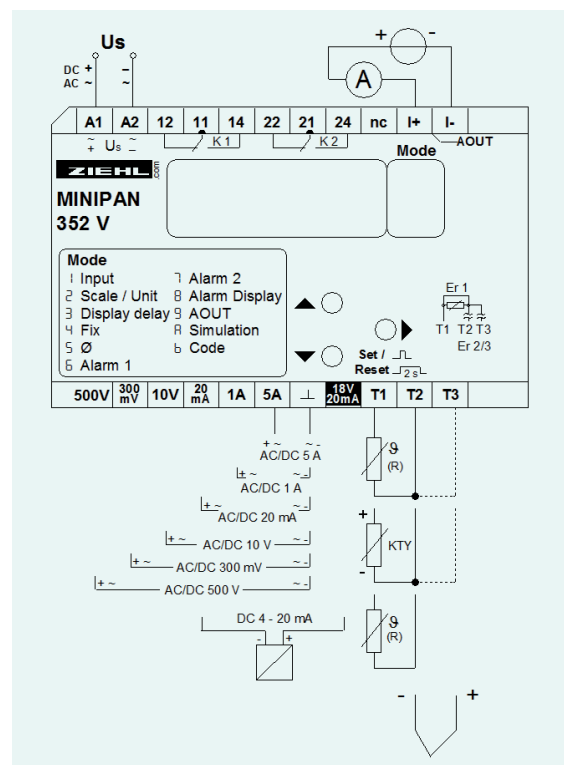 Us
+ -
DC + -
AC ~ ~
A
A1 A2 12 11 14 22 21 24 nc I+ I-
~ + Us ~ - K 1 K 2 AOUT
Mode
ZIEHL.com
MINIPAN
352 V
Mode
1 Input
2 Scale / Unit
3 Display delay
4 Fix
5 Ø
6 Alarm 1
7 Alarm 2
8 Alarm Display
9 AOUT
A Simulation
b Code
Set /
Reset 2 s
Er 1
T1 T2 T3
Er 2/3
500V 300 mV 10V 20 mA 1A 5A ⊥ 18V 20mA T1 T2 T3
+ ~ ~ -
AC/DC 5 A
+ ~ ~ -
AC/DC 1 A
+ ~ ~ -
AC/DC 20 mA
+ ~ AC/DC 10 V ~ -
+ ~ AC/DC 300 mV ~ -
+ ~ AC/DC 500 V ~ -
DC 4 - 20 mA
- +
ϑ
(R)
+
KTY
-
ϑ
(R)
- +